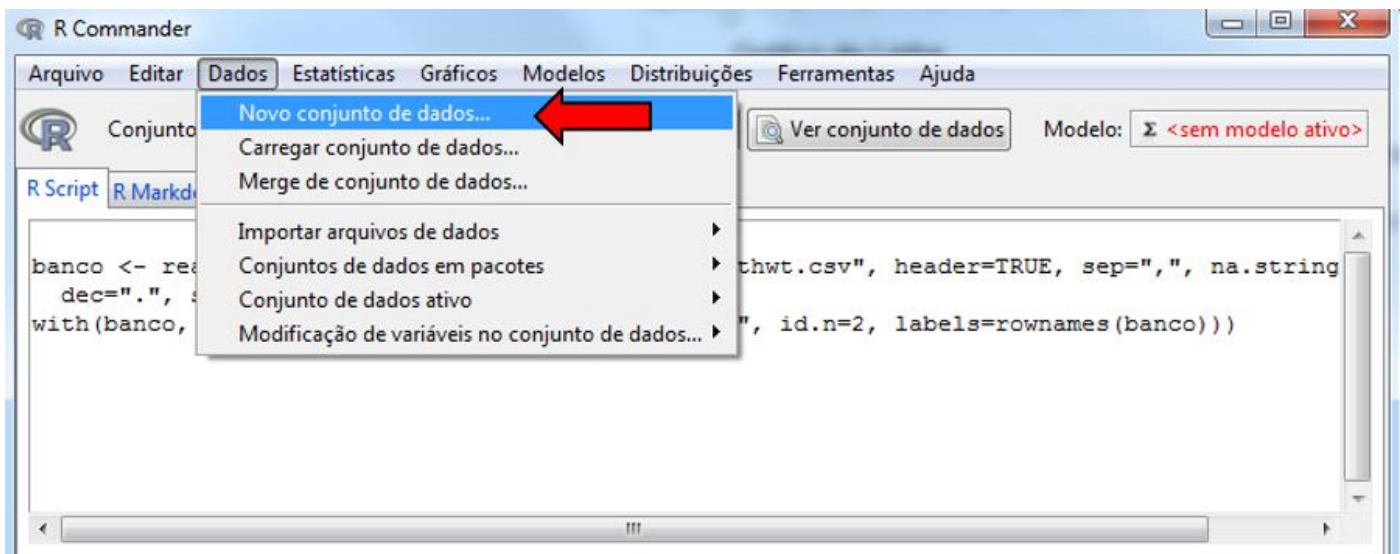 R Commander
Arquivo Editar Dados Estatísticas Gráficos Modelos Distribuições Ferramentas Ajuda
Conjunto Ver conjunto de dados Modelo: Σ <sem modelo ativo>
Novo conjunto de dados...
Carregar conjunto de dados...
Merge de conjunto de dados...
Importar arquivos de dados
Conjuntos de dados em pacotes
Conjunto de dados ativo
Modificação de variáveis no conjunto de dados...
R Script R Markd
banco <- rea thwt.csv", header=TRUE, sep=",", na.string
dec=".", s
with(banco, ", id.n=2, labels=rownames(banco)))